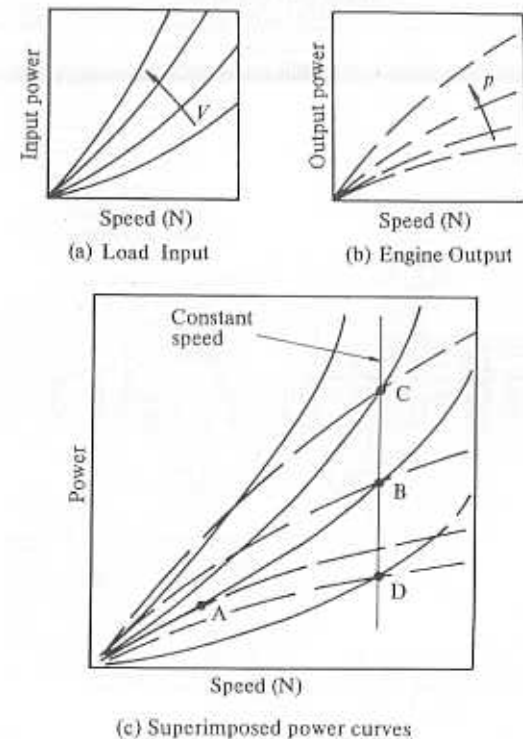 Input power
V
Speed (N)
(a) Load Input
Output power
p
Speed (N)
(b) Engine Output
Constant
speed
C
B
A
D
Power
Speed (N)
(c) Superimposed power curves